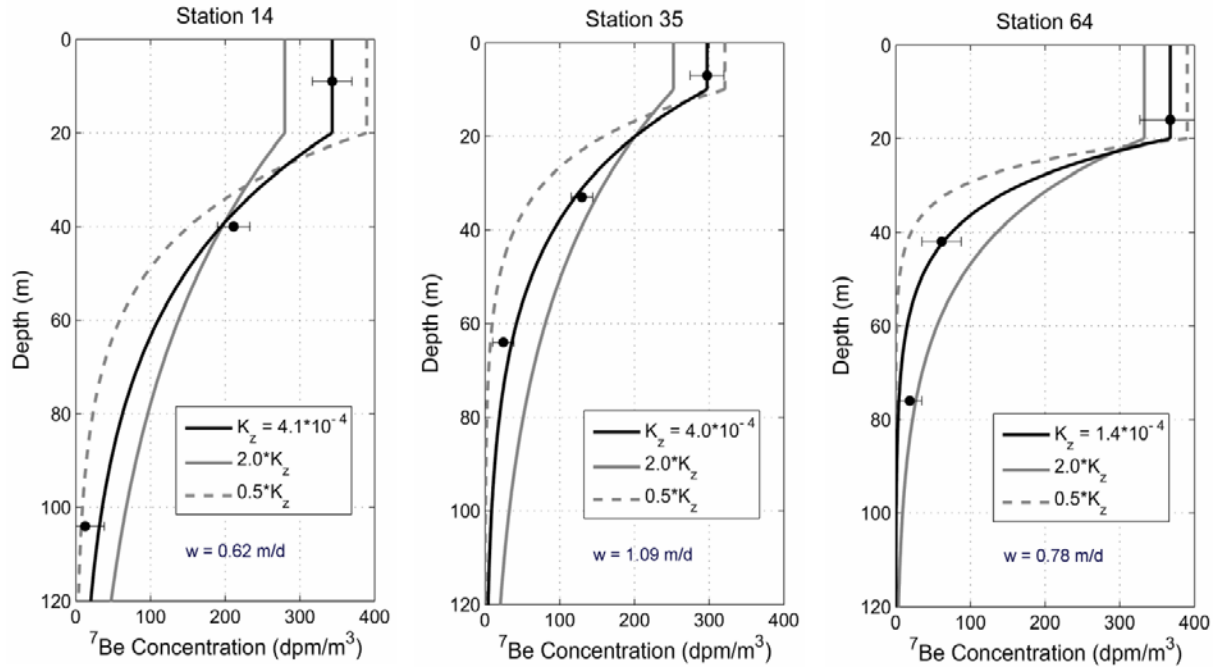 Station 14
0
20
40
60
80
100
120
Depth (m)
0 100 200 300 400
⁷Be Concentration (dpm/m³)
K_z = 4.1*10⁻⁴
2.0*K_z
0.5*K_z
w = 0.62 m/d
Station 35
0
20
40
60
80
100
120
Depth (m)
0 100 200 300 400
⁷Be Concentration (dpm/m³)
K_z = 4.0*10⁻⁴
2.0*K_z
0.5*K_z
w = 1.09 m/d
Station 64
0
20
40
60
80
100
120
Depth (m)
0 100 200 300 400
⁷Be Concentration (dpm/m³)
K_z = 1.4*10⁻⁴
2.0*K_z
0.5*K_z
w = 0.78 m/d